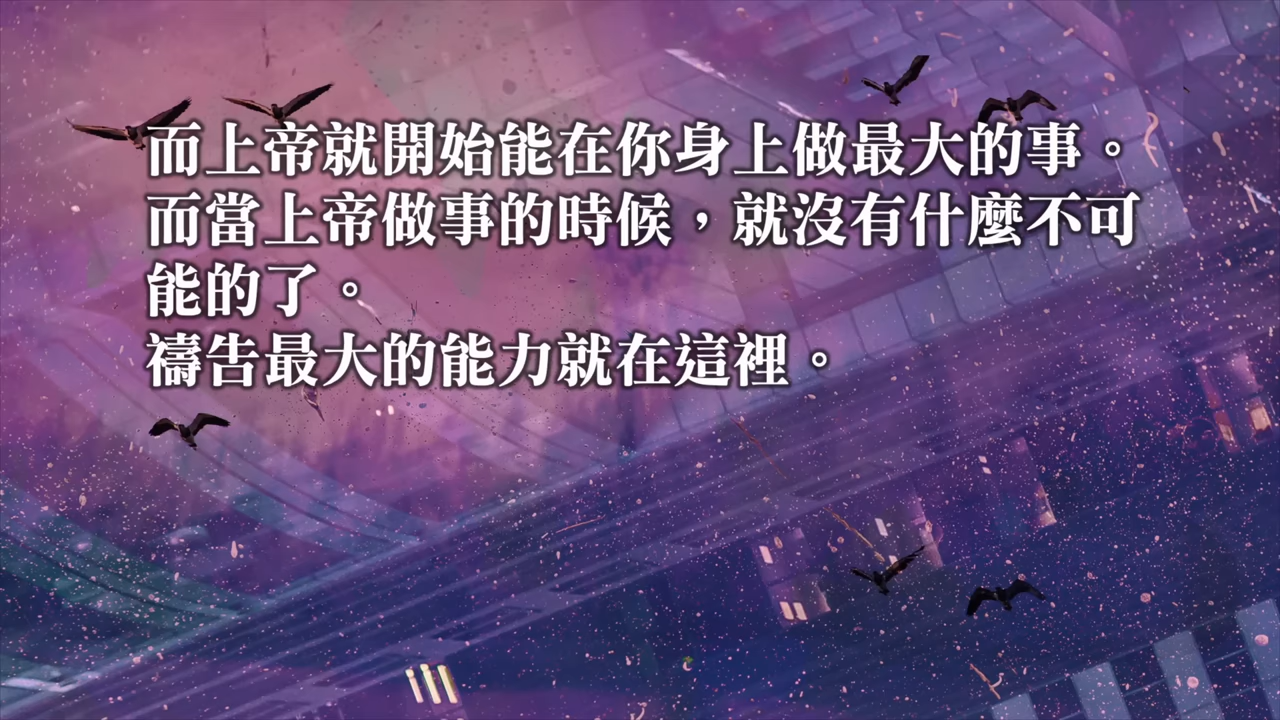 而上帝就開始能在你身上做最大的事。
而當上帝做事的時候，就沒有什麼不可
能的了。
禱告最大的能力就在這裡。